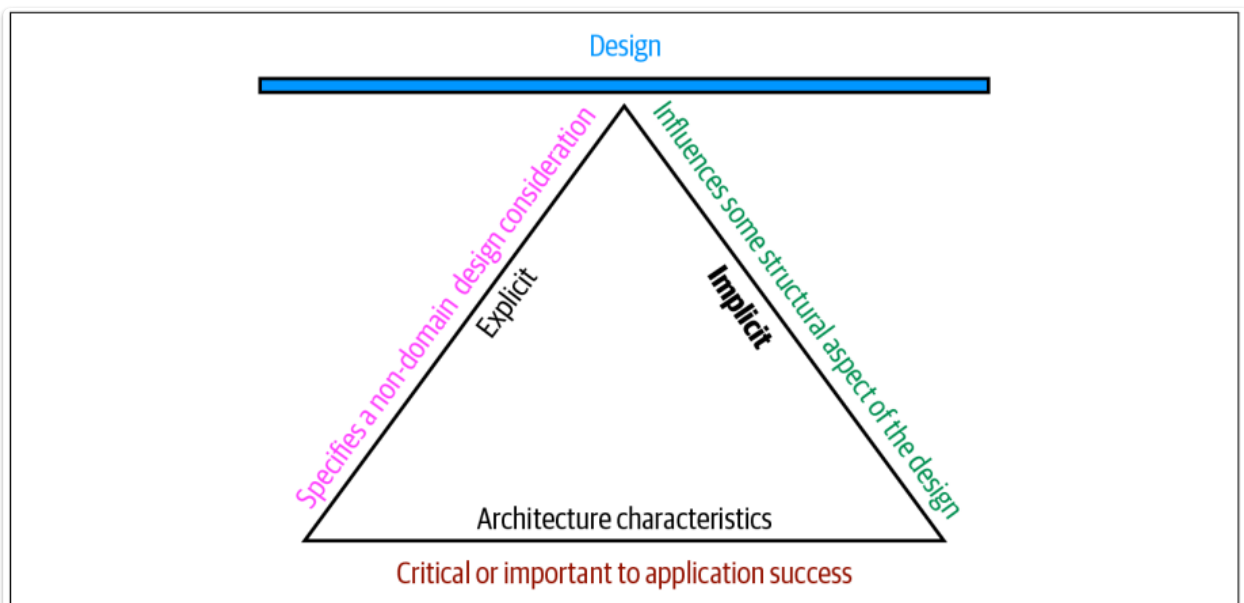 Design
Specifies a non-domain design consideration
Explicit
Implicit
Influences some structural aspect of the design
Architecture characteristics
Critical or important to application success